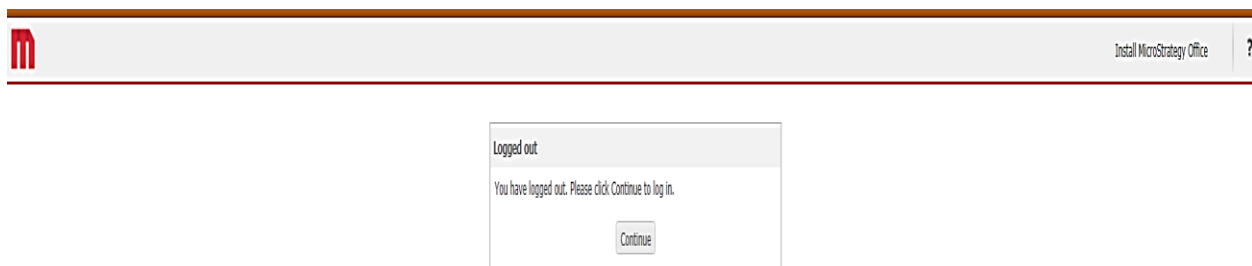 m
Install MicroStrategy Office ?
Logged out
You have logged out. Please click Continue to log in.
Continue